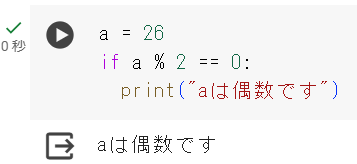 a = 26
if a % 2 == 0:
  print("aは偶数です")
0 秒
aは偶数です